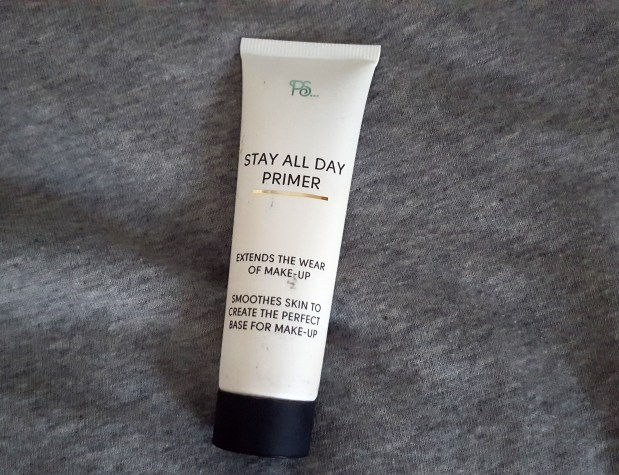 PS...
STAY ALL DAY
PRIMER
EXTENDS THE WEAR
OF MAKE-UP
SMOOTHES SKIN TO
CREATE THE PERFECT
BASE FOR MAKE-UP